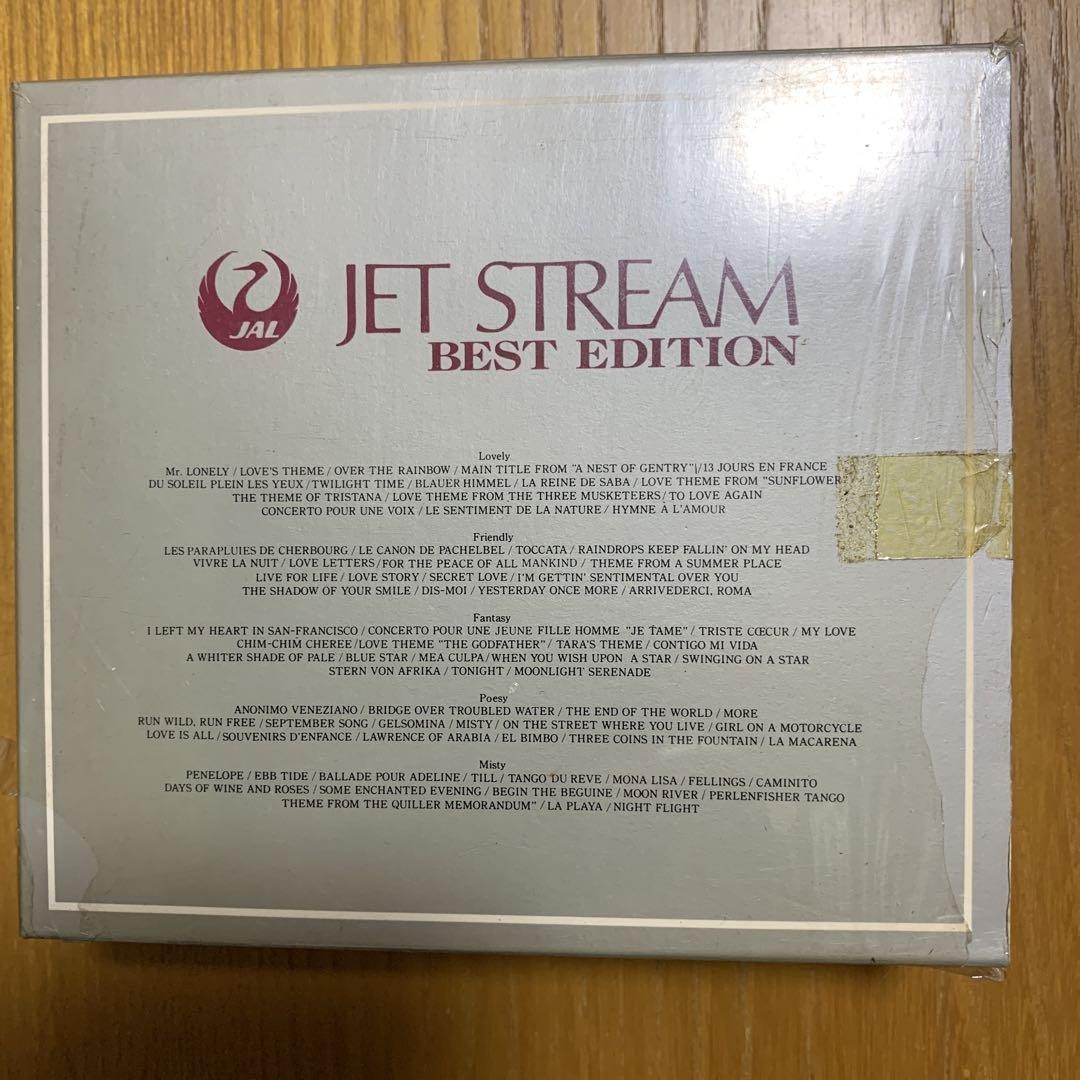 JAL
JET STREAM
BEST EDITION
Lovely
Mr. LONELY / LOVE'S THEME / OVER THE RAINBOW / MAIN TITLE FROM "A NEST OF GENTRY" / 13 JOURS EN FRANCE
DU SOLEIL PLEIN LES YEUX / TWILIGHT TIME / BLAUER HIMMEL / LA REINE DE SABA / LOVE THEME FROM "SUNFLOWER
THE THEME OF TRISTANA / LOVE THEME FROM THE THREE MUSKETEERS / TO LOVE AGAIN
CONCERTO POUR UNE VOIX / LE SENTIMENT DE LA NATURE / HYMNE À L'AMOUR
Friendly
LES PARAPLUIES DE CHERBOURG / LE CANON DE PACHELBEL / TOCCATA / RAINDROPS KEEP FALLIN' ON MY HEAD
VIVRE LA NUIT / LOVE LETTERS / FOR THE PEACE OF ALL MANKIND / THEME FROM A SUMMER PLACE
LIVE FOR LIFE / LOVE STORY / SECRET LOVE / I'M GETTIN' SENTIMENTAL OVER YOU
THE SHADOW OF YOUR SMILE / DIS-MOI / YESTERDAY ONCE MORE / ARRIVEDERCI, ROMA
Fantasy
I LEFT MY HEART IN SAN-FRANCISCO / CONCERTO POUR UNE JEUNE FILLE HOMME "JE T'AME" / TRISTE CŒCUR / MY LOVE
CHIM-CHIM CHEREE / LOVE THEME "THE GODFATHER" / TARA'S THEME / CONTIGO MI VIDA
A WHITER SHADE OF PALE / BLUE STAR / MEA CULPA / WHEN YOU WISH UPON A STAR / SWINGING ON A STAR
STERN VON AFRIKA / TONIGHT / MOONLIGHT SERENADE
Poesy
ANONIMO VENEZIANO / BRIDGE OVER TROUBLED WATER / THE END OF THE WORLD / MORE
RUN WILD, RUN FREE / SEPTEMBER SONG / GELSOMINA / MISTY / ON THE STREET WHERE YOU LIVE / GIRL ON A MOTORCYCLE
LOVE IS ALL / SOUVENIRS D'ENFANCE / LAWRENCE OF ARABIA / EL BIMBO / THREE COINS IN THE FOUNTAIN / LA MACARENA
Misty
PENELOPE / EBB TIDE / BALLADE POUR ADELINE / TILL / TANGO DU REVE / MONA LISA / FELLINGS / CAMINITO
DAYS OF WINE AND ROSES / SOME ENCHANTED EVENING / BEGIN THE BEGUINE / MOON RIVER / PERLENFISHER TANGO
THEME FROM THE QUILLER MEMORANDUM" / LA PLAYA / NIGHT FLIGHT